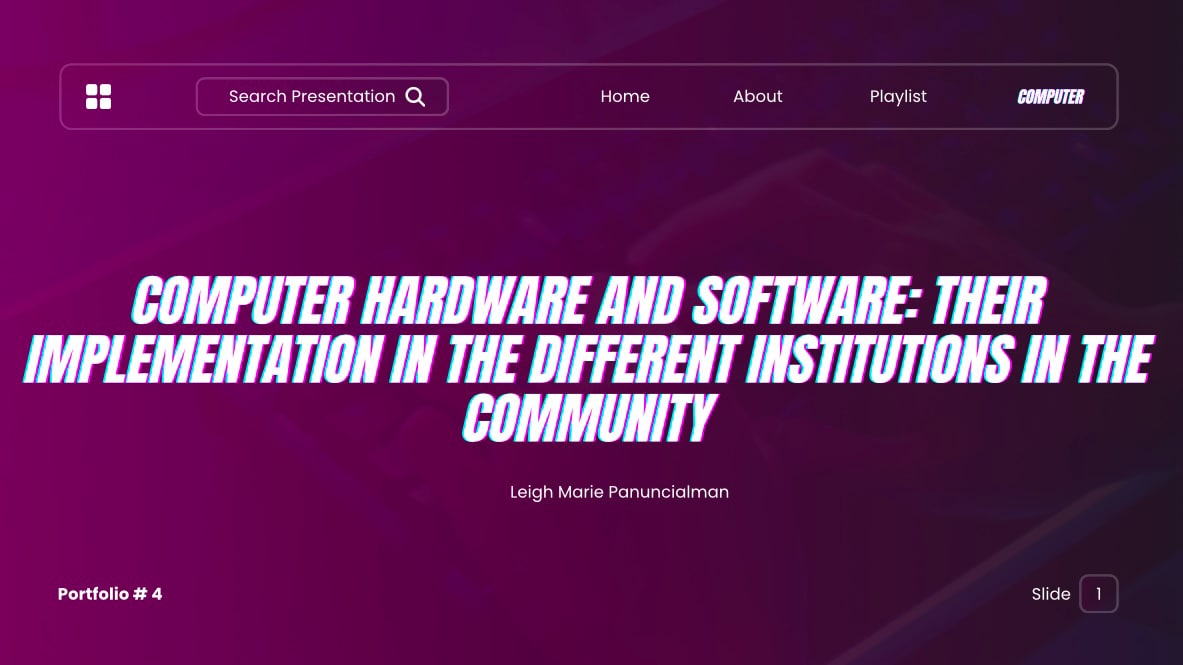 Search Presentation
Home
About
Playlist
COMPUTER
COMPUTER HARDWARE AND SOFTWARE: THEIR
IMPLEMENTATION IN THE DIFFERENT INSTITUTIONS IN THE
COMMUNITY
Leigh Marie Panuncialman
Portfolio # 4
Slide 1